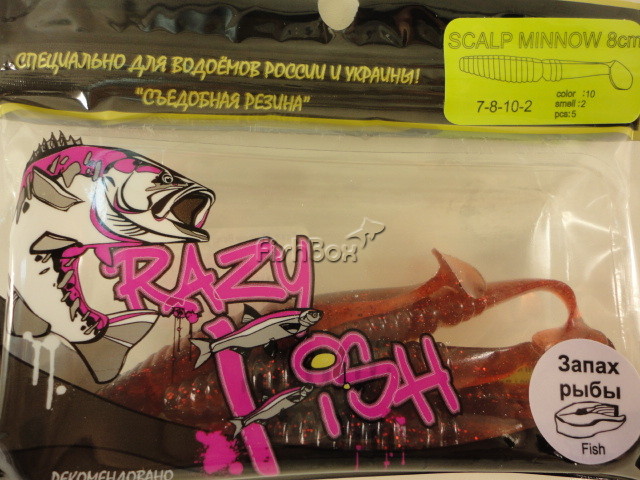 СПЕЦИАЛЬНО ДЛЯ ВОДОЁМОВ РОССИИ И УКРАИНЫ!
"СЪЕДОБНАЯ РЕЗИНА"
SCALP MINNOW 8cm
7-8-10-2
color :10
smell :2
pcs: 5
FishBox
RAZY
FISH
Запах
рыбы
Fish
РЕКОМЕНДОВАНО